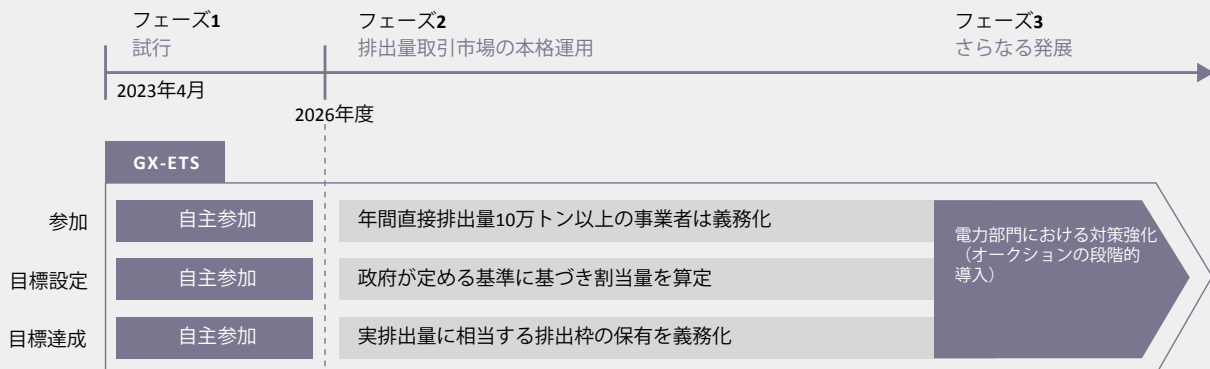 フェーズ1
試行
フェーズ2
排出量取引市場の本格運用
フェーズ3
さらなる発展
2023年4月
2026年度
GX-ETS
参加
自主参加
年間直接排出量10万トン以上の事業者は義務化
目標設定
自主参加
政府が定める基準に基づき割当量を算定
目標達成
自主参加
実排出量に相当する排出枠の保有を義務化
電力部門における対策強化
（オークションの段階的
導入）